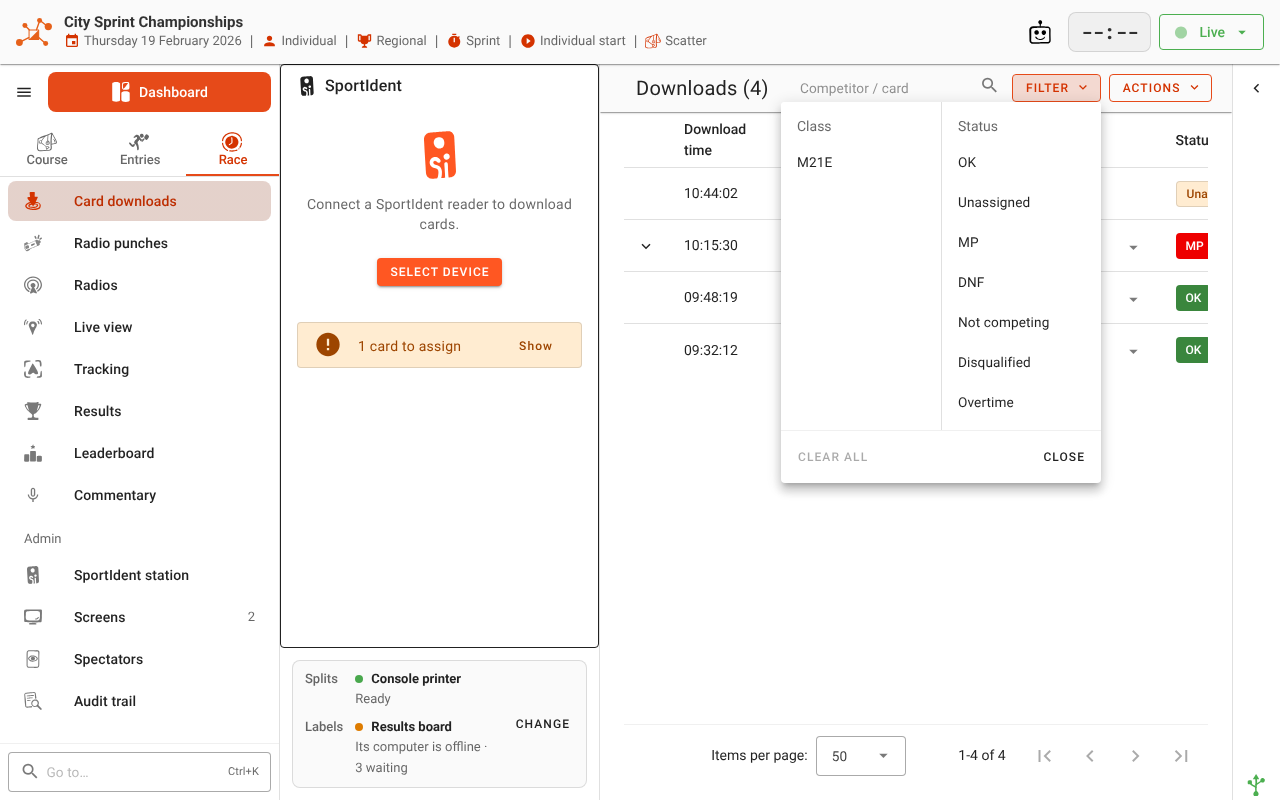 City Sprint Championships
Thursday 19 February 2026 | Individual | Regional | Sprint | Individual start | Scatter
--:--
Live
Dashboard
Course
Entries
Race
Card downloads
Radio punches
Radios
Live view
Tracking
Results
Leaderboard
Commentary
Admin
SportIdent station
Screens 2
Spectators
Audit trail
Go to... Ctrl+K
SportIdent
Connect a SportIdent reader to download
cards.
SELECT DEVICE
1 card to assign Show
Splits Console printer
Ready
Labels Results board
Its computer is offline ·
3 waiting
CHANGE
Downloads (4)
Competitor / card
FILTER
ACTIONS
Download
time
Statu
10:44:02 Una
10:15:30 MP
09:48:19 OK
09:32:12 OK
Class
M21E
Status
OK
Unassigned
MP
DNF
Not competing
Disqualified
Overtime
CLEAR ALL
CLOSE
Items per page: 50
1-4 of 4